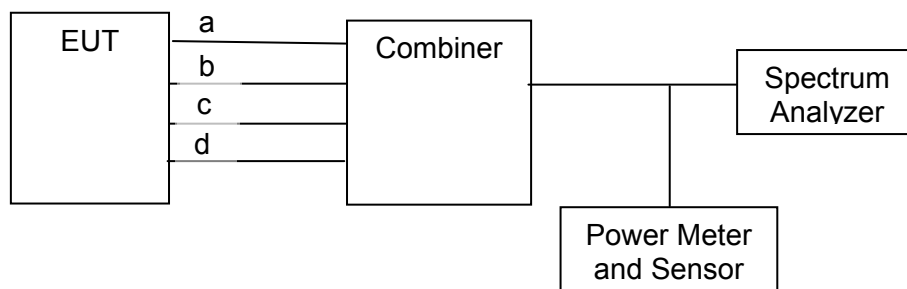 EUT
a
b
c
d
Combiner
Spectrum
Analyzer
Power Meter
and Sensor